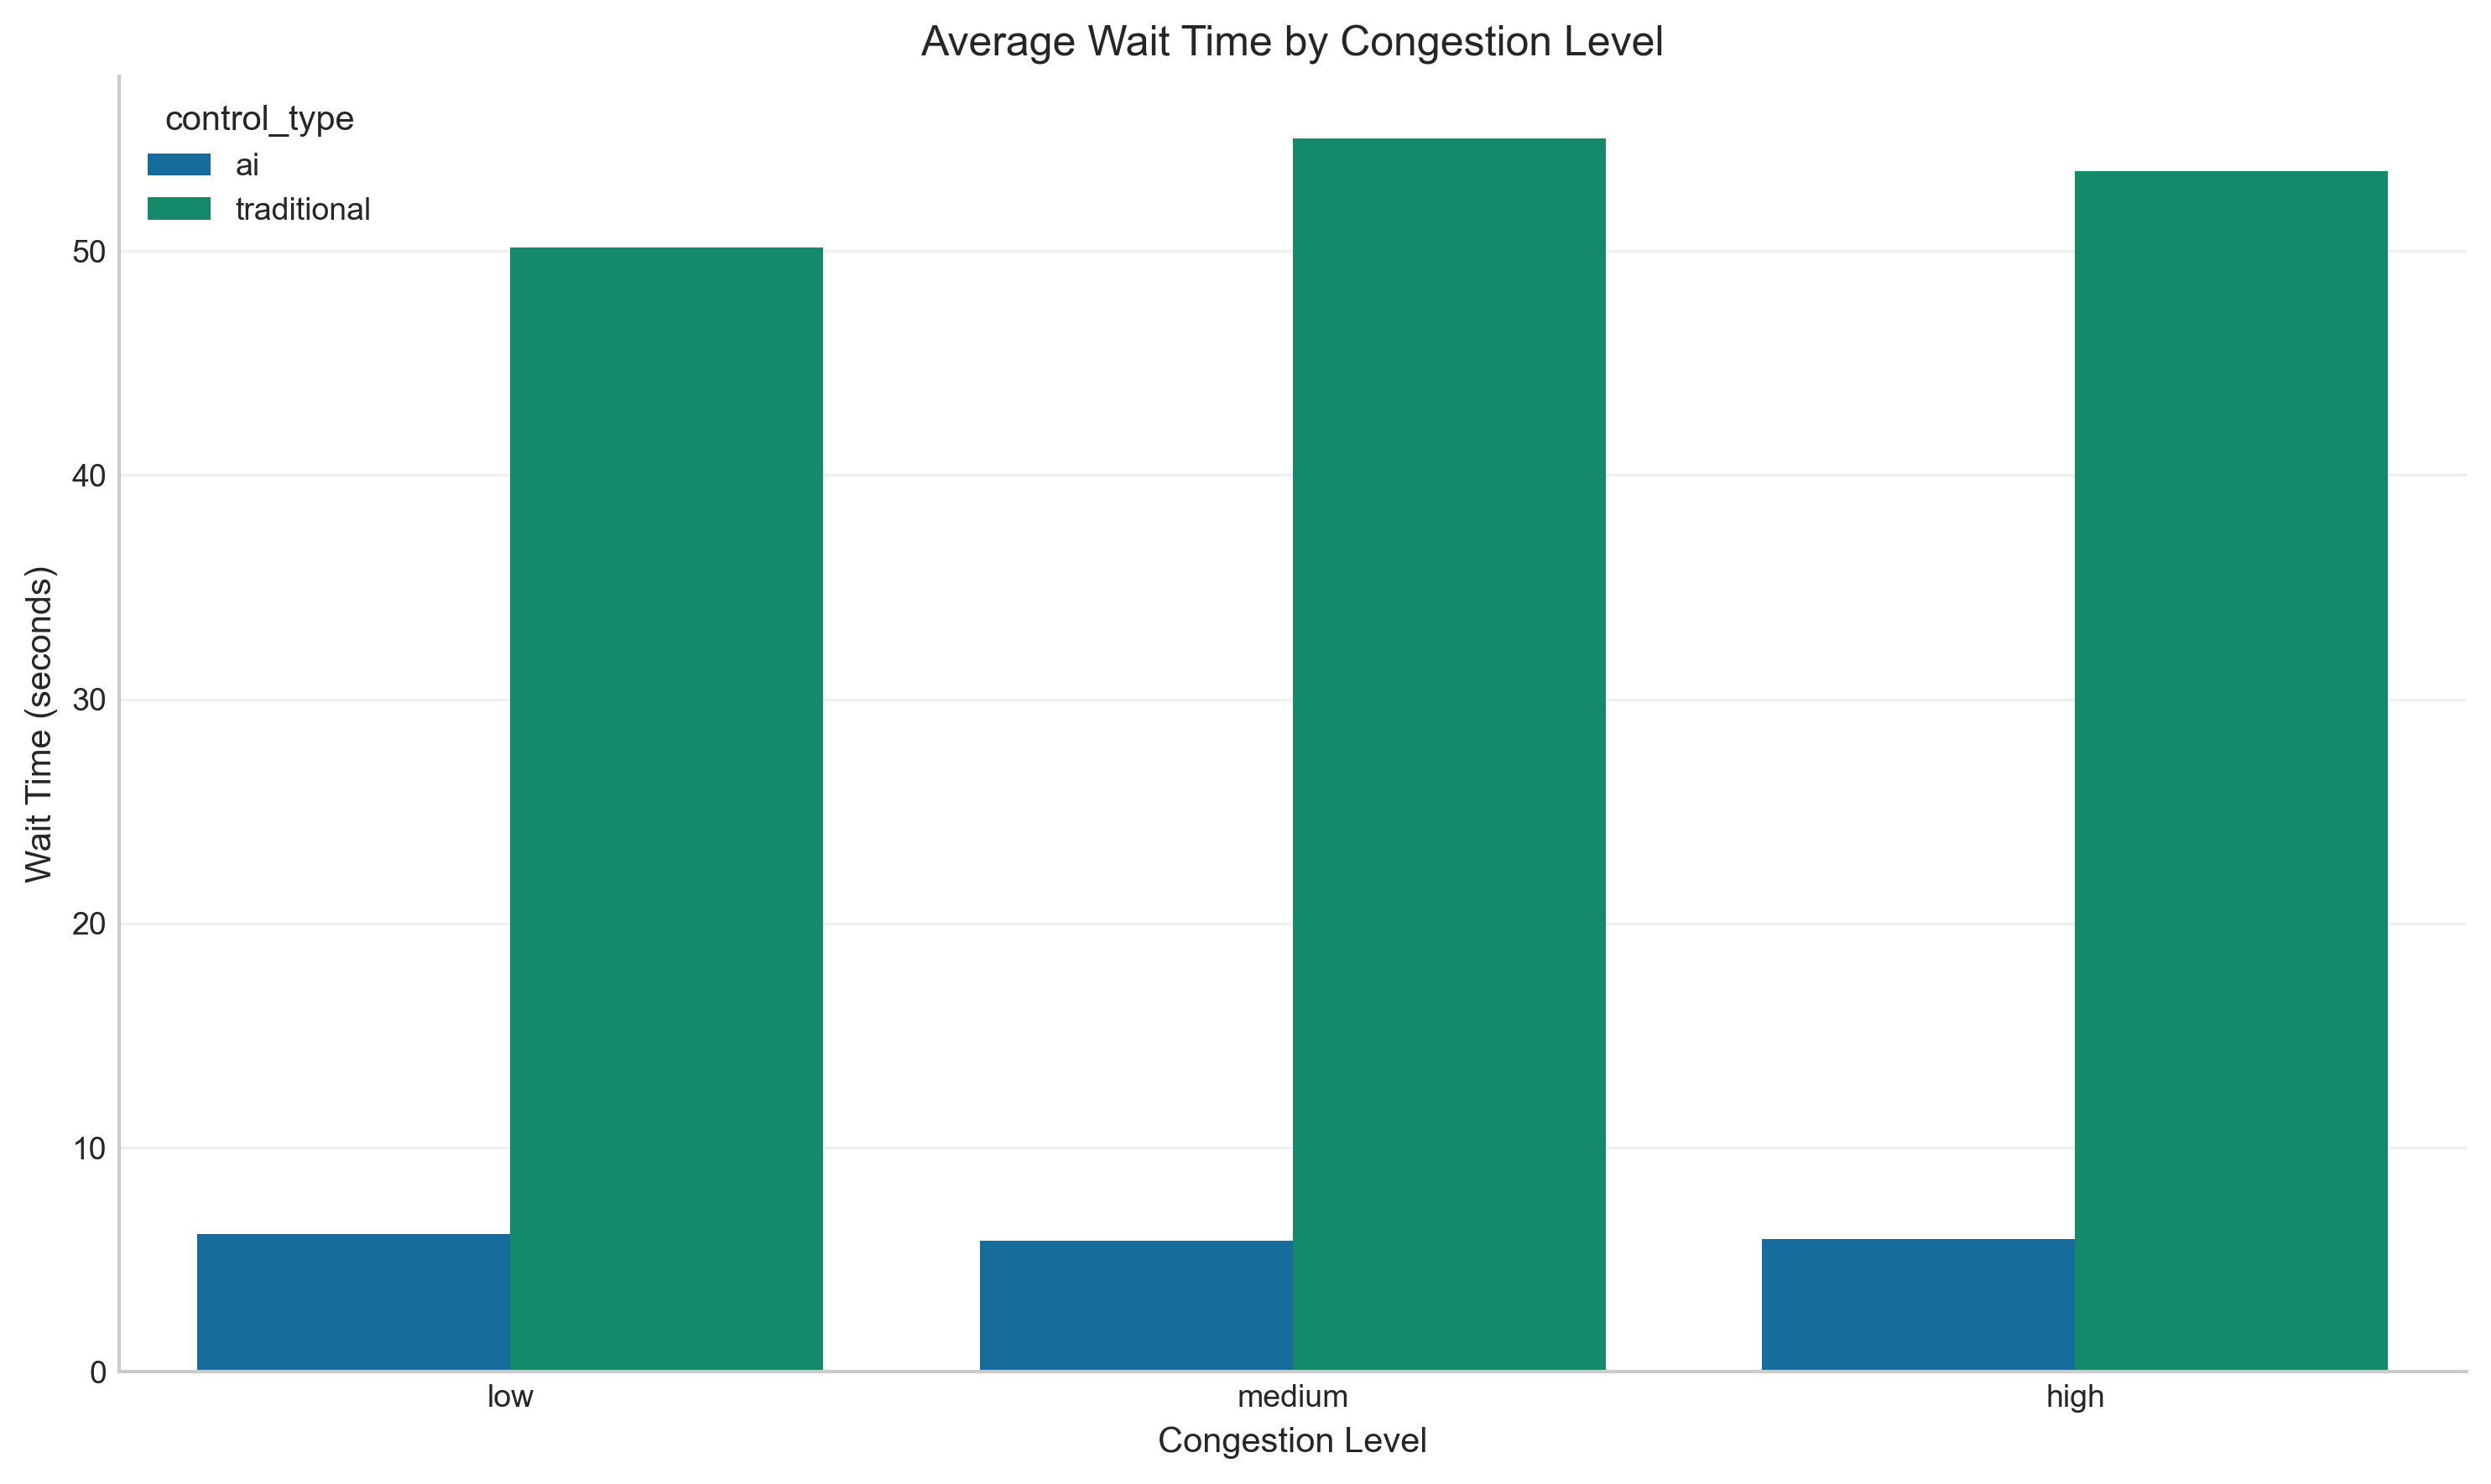 Average Wait Time by Congestion Level
control_type
ai
traditional
50
40
30
20
10
0
Wait Time (seconds)
low medium high
Congestion Level